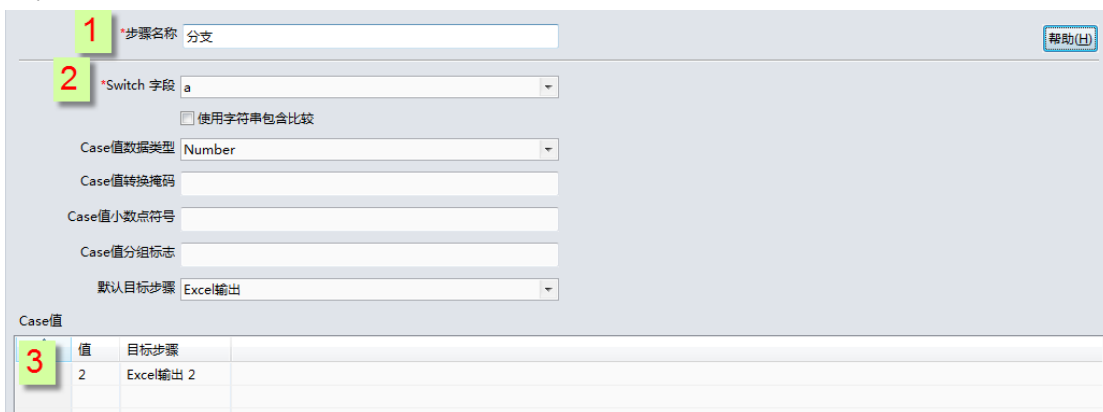 1 *步骤名称 分支 帮助(H)
2 *Switch 字段 a
使用字符串包含比较
Case值数据类型 Number
Case值转换掩码
Case值小数点符号
Case值分组标志
默认目标步骤 Excel输出
Case值
3 值 目标步骤
2 Excel输出 2